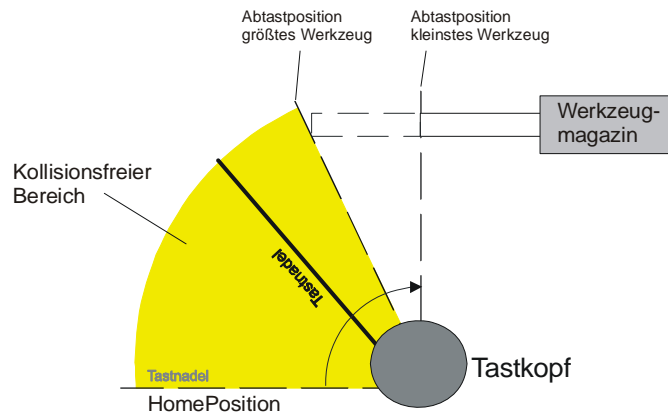 Abtastposition
größtes Werkzeug
Abtastposition
kleinstes Werkzeug
Werkzeug-
magazin
Kollisionsfreier
Bereich
Tastnadel
Tastnadel
HomePosition
Tastkopf